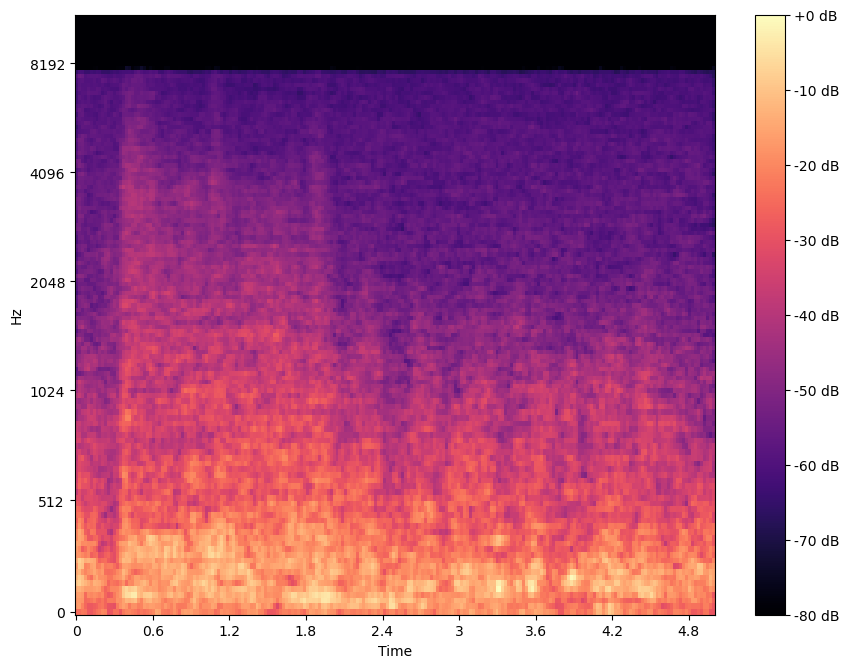 +0 dB
8192
-10 dB
4096
-20 dB
-30 dB
2048
Hz
-40 dB
1024
-50 dB
512
-60 dB
-70 dB
0
-80 dB
0 0.6 1.2 1.8 2.4 3 3.6 4.2 4.8
Time